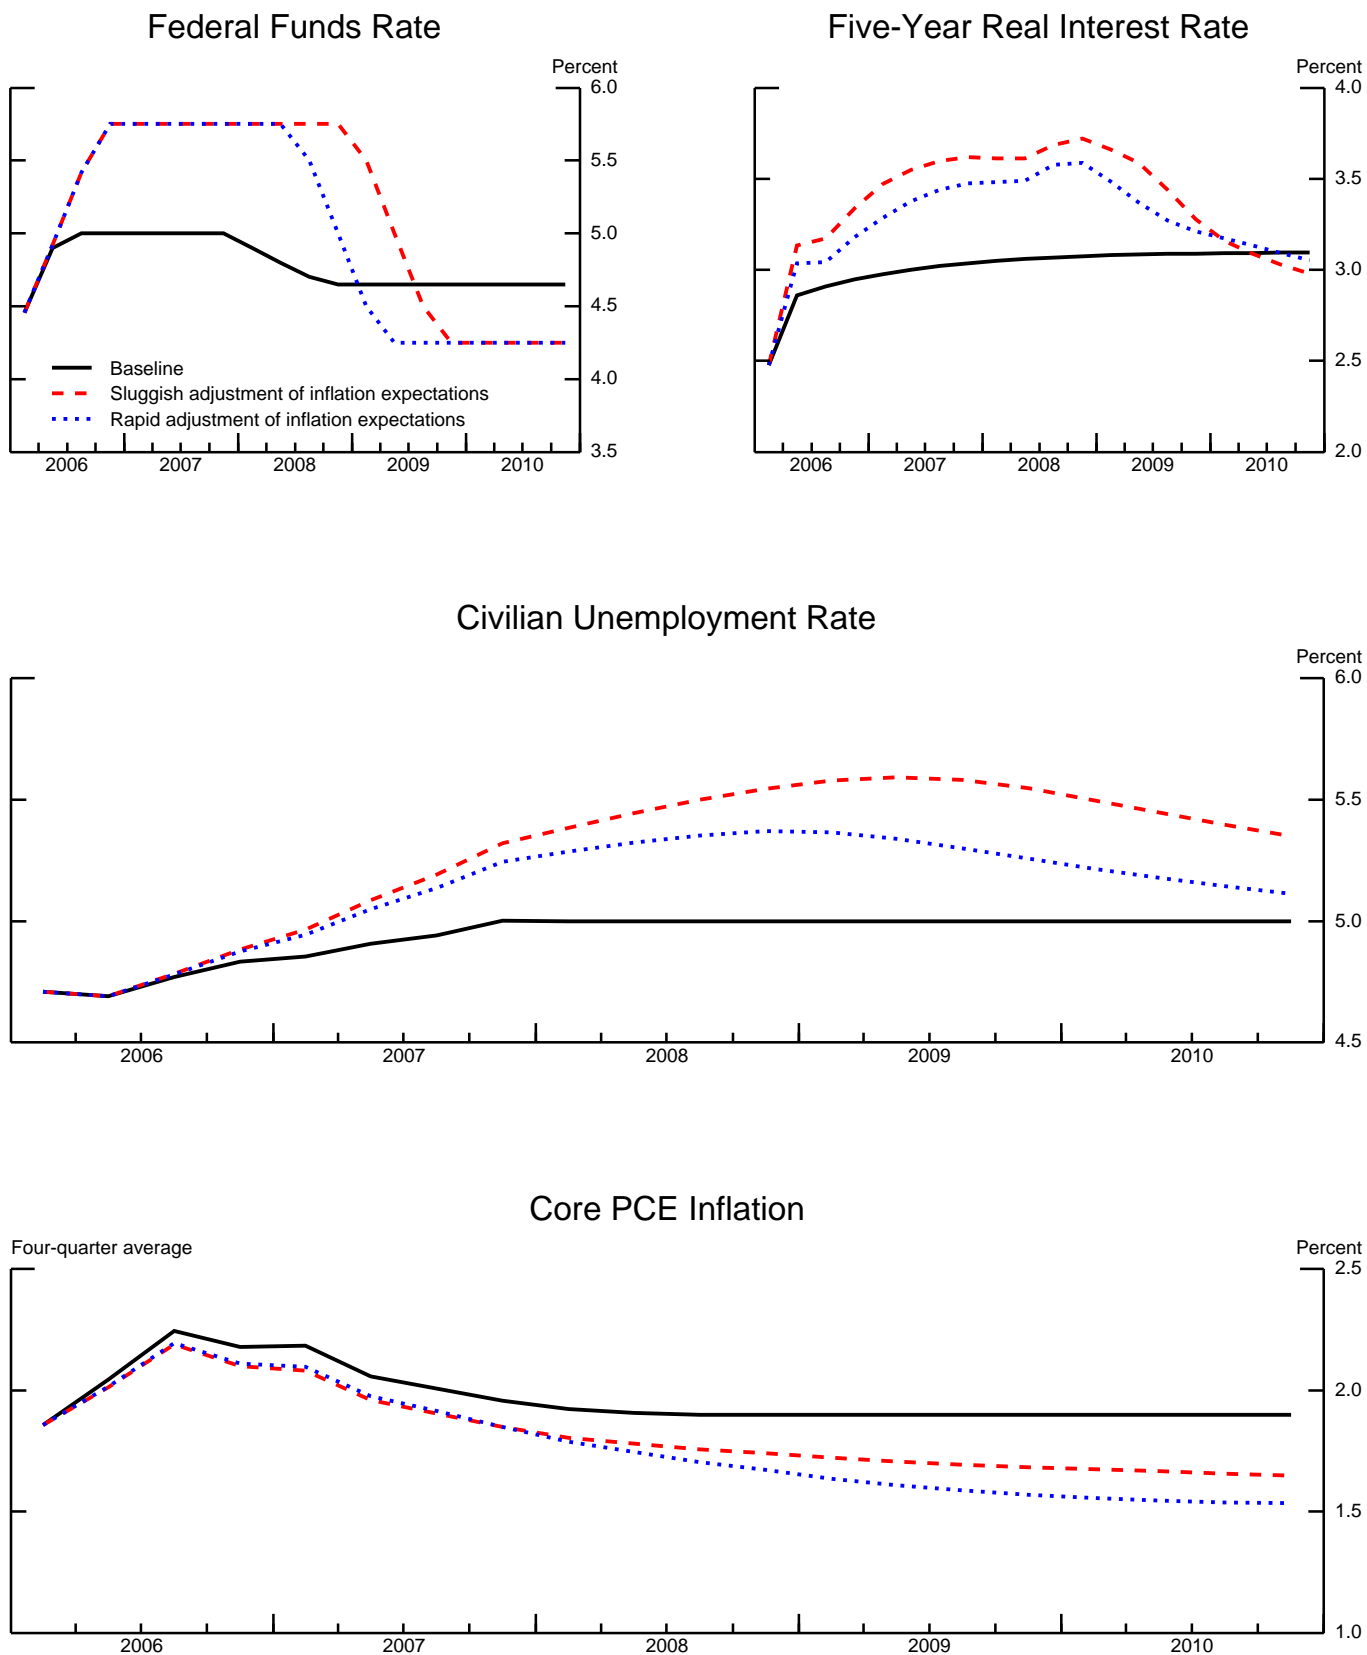 Federal Funds Rate
Percent
6.0
5.5
5.0
4.5
4.0
3.5
Baseline
Sluggish adjustment of inflation expectations
Rapid adjustment of inflation expectations
2006 2007 2008 2009 2010
Five-Year Real Interest Rate
Percent
4.0
3.5
3.0
2.5
2.0
2006 2007 2008 2009 2010
Civilian Unemployment Rate
Percent
6.0
5.5
5.0
4.5
2006 2007 2008 2009 2010
Core PCE Inflation
Four-quarter average
Percent
2.5
2.0
1.5
1.0
2006 2007 2008 2009 2010